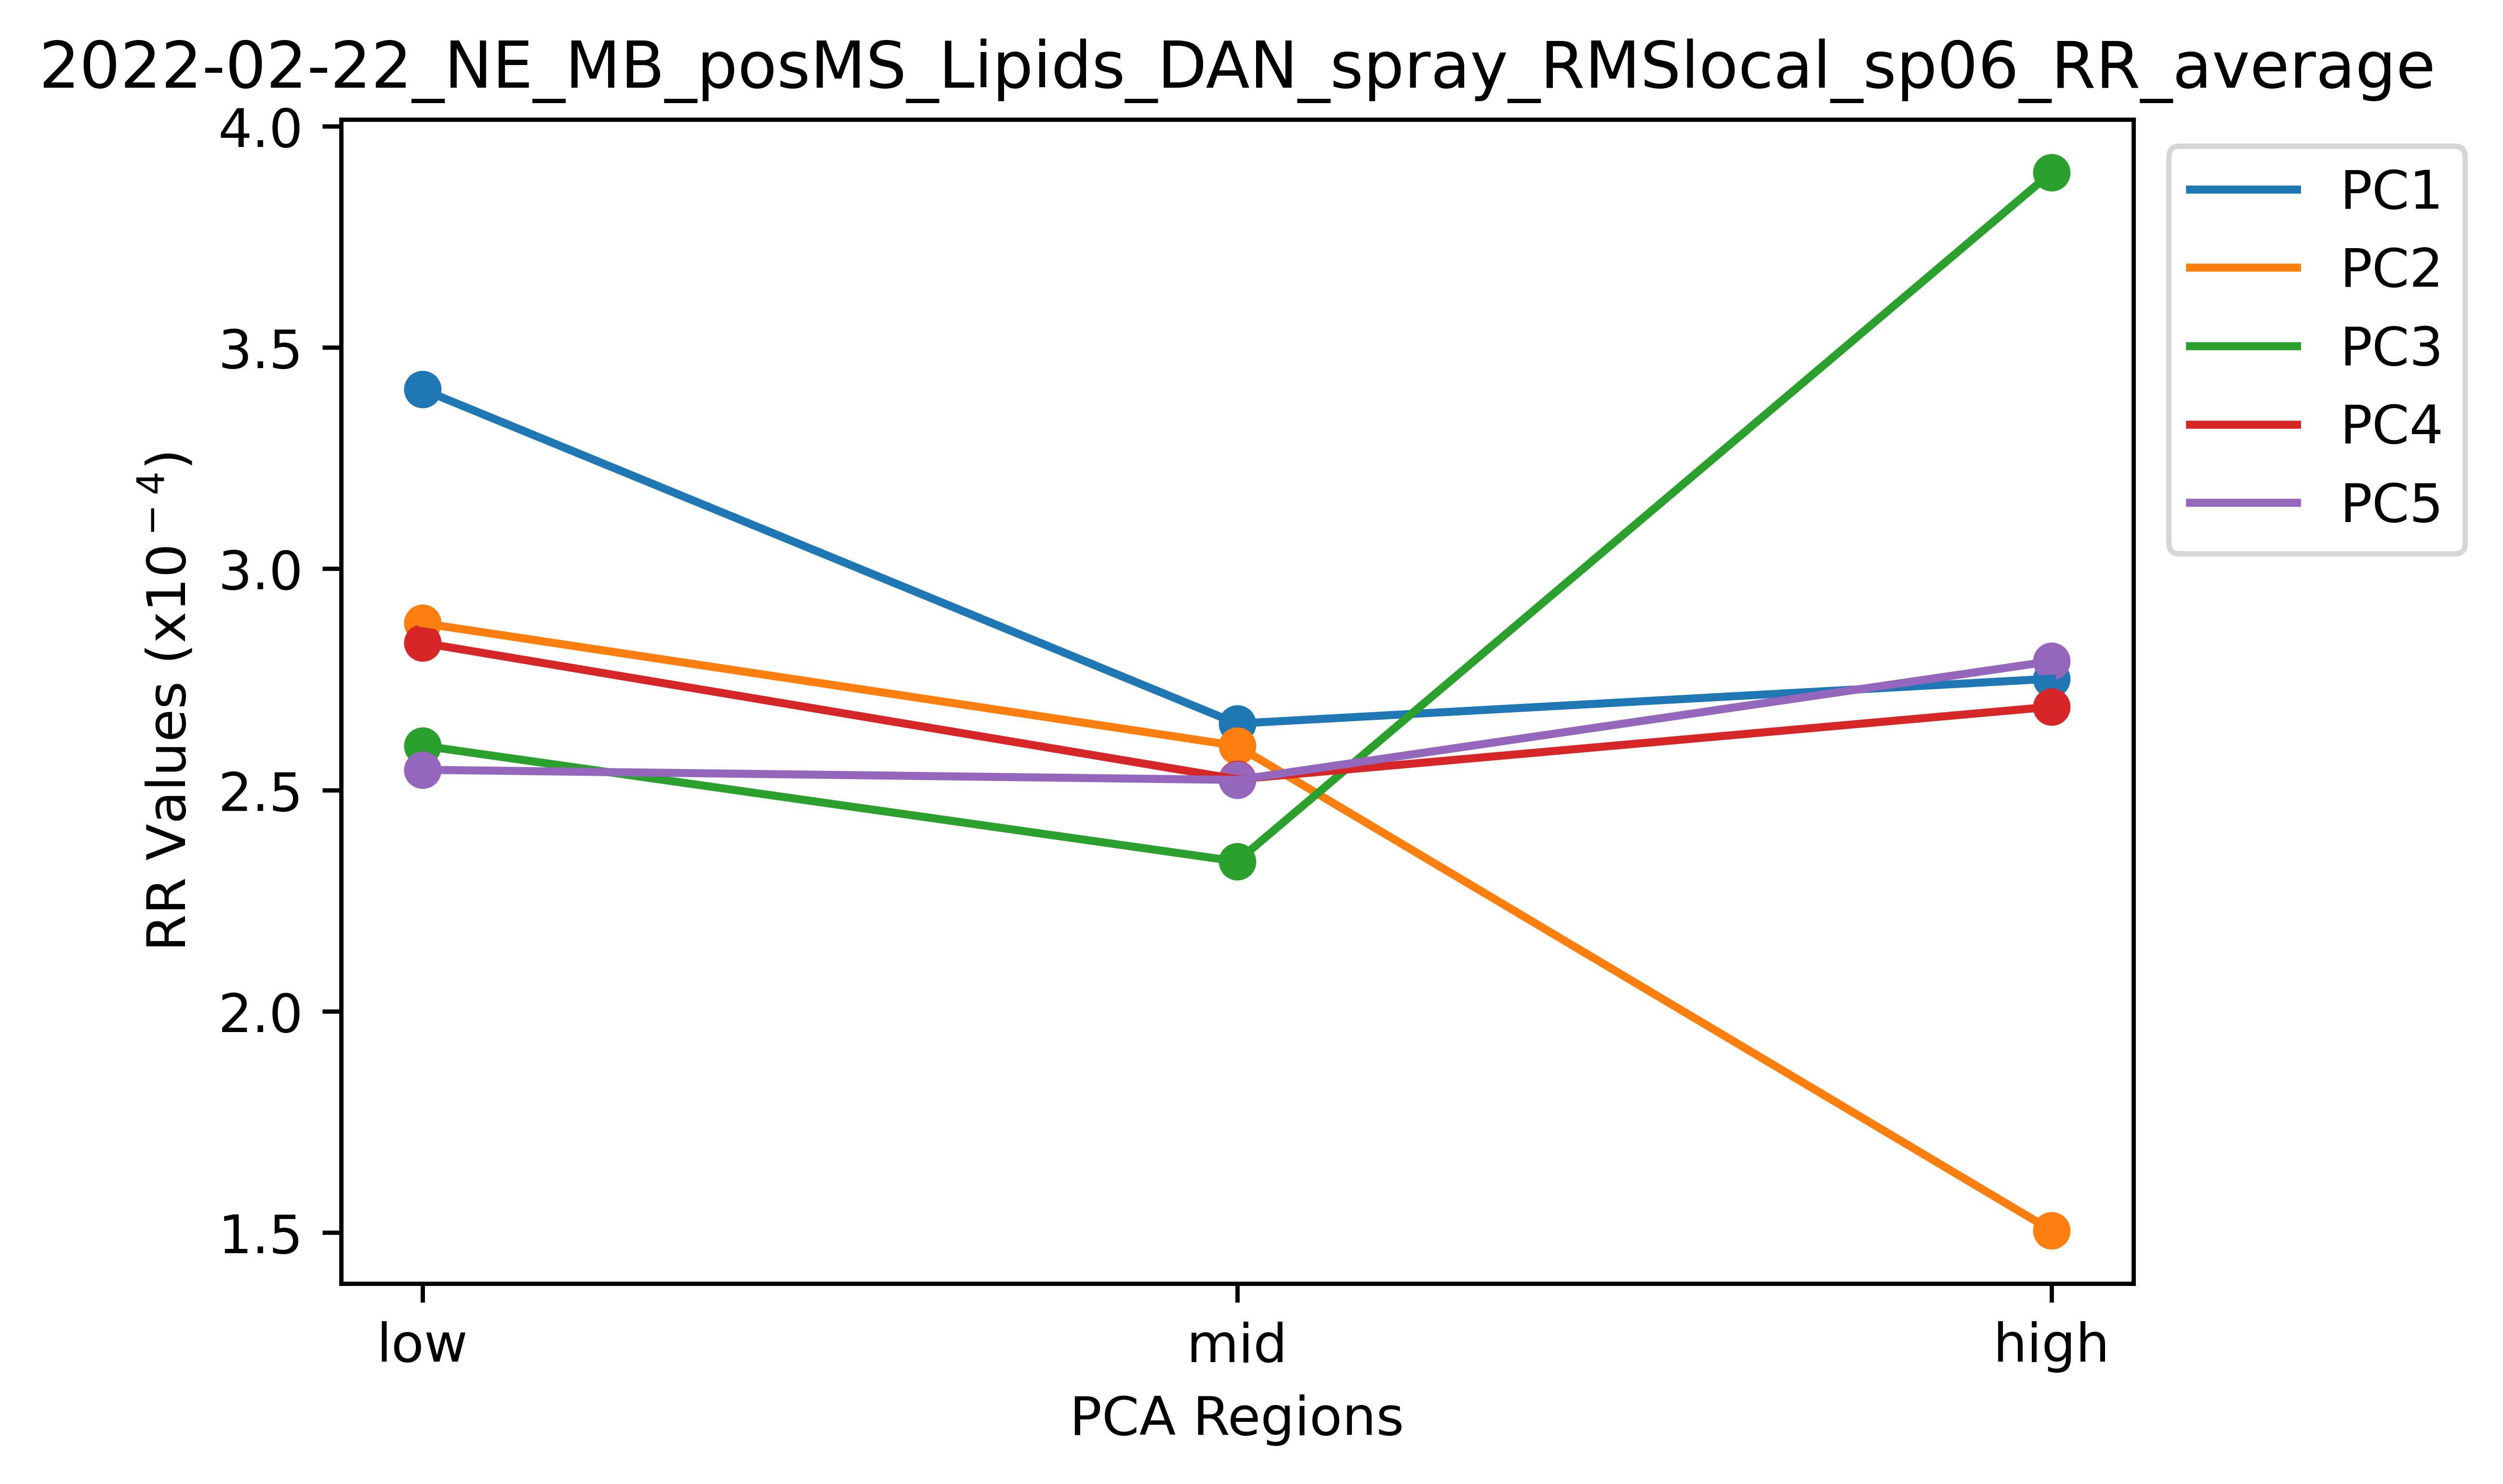 2022-02-22_NE_MB_posMS_Lipids_DAN_spray_RMSlocal_sp06_RR_average
4.0
3.5
3.0
2.5
2.0
1.5
RR Values (x10⁻⁴)
low
mid
high
PCA Regions
PC1
PC2
PC3
PC4
PC5